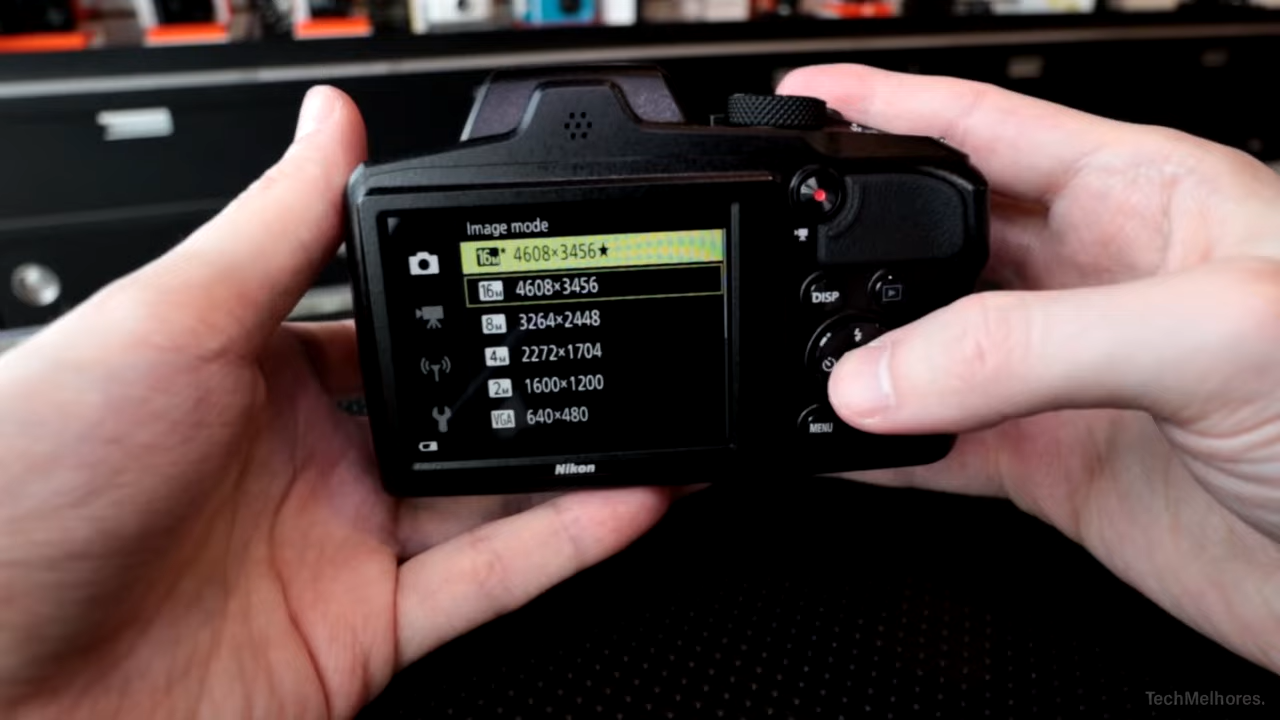 Image mode
16M* 4608×3456★
16M 4608×3456
8M 3264×2448
4M 2272×1704
2M 1600×1200
VGA 640×480
Nikon
DISP
MENU
TechMelhores.